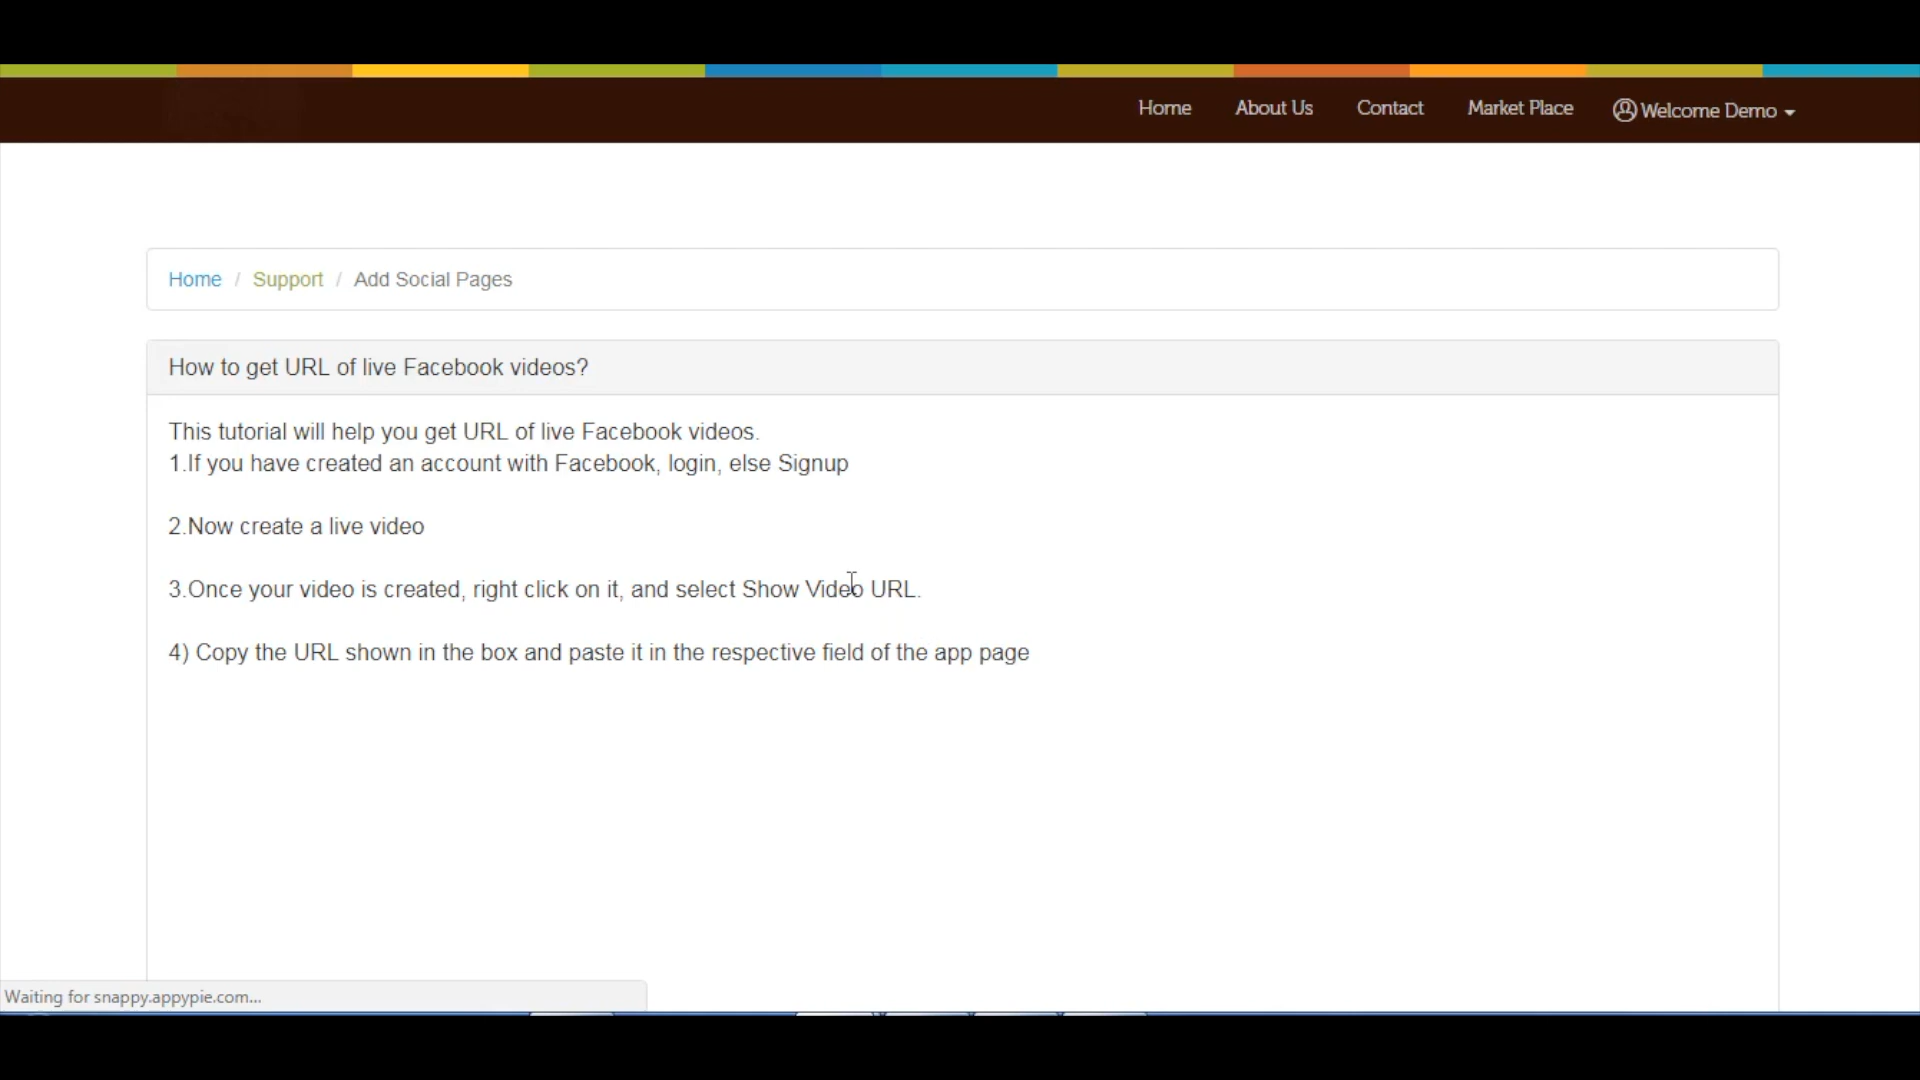 Home About Us Contact Market Place Welcome Demo
Home / Support / Add Social Pages
How to get URL of live Facebook videos?
This tutorial will help you get URL of live Facebook videos.
1.If you have created an account with Facebook, login, else Signup
2.Now create a live video
3.Once your video is created, right click on it, and select Show Video URL.
4) Copy the URL shown in the box and paste it in the respective field of the app page
Waiting for snappy.appypie.com...